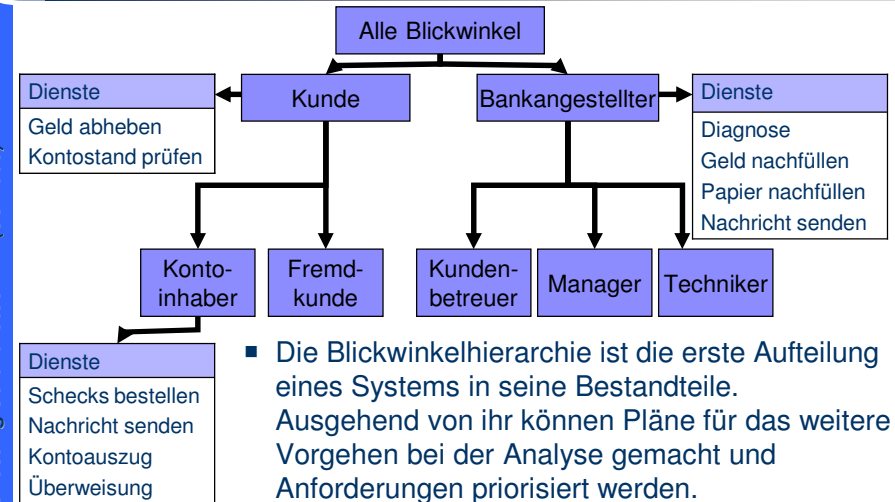 Alle Blickwinkel
Dienste
Geld abheben
Kontostand prüfen
Kunde
Bankangestellter
Dienste
Diagnose
Geld nachfüllen
Papier nachfüllen
Nachricht senden
Konto-
inhaber
Fremd-
kunde
Kunden-
betreuer
Manager
Techniker
Dienste
Schecks bestellen
Nachricht senden
Kontoauszug
Überweisung
▪ Die Blickwinkelhierarchie ist die erste Aufteilung
eines Systems in seine Bestandteile.
Ausgehend von ihr können Pläne für das weitere
Vorgehen bei der Analyse gemacht und
Anforderungen priorisiert werden.